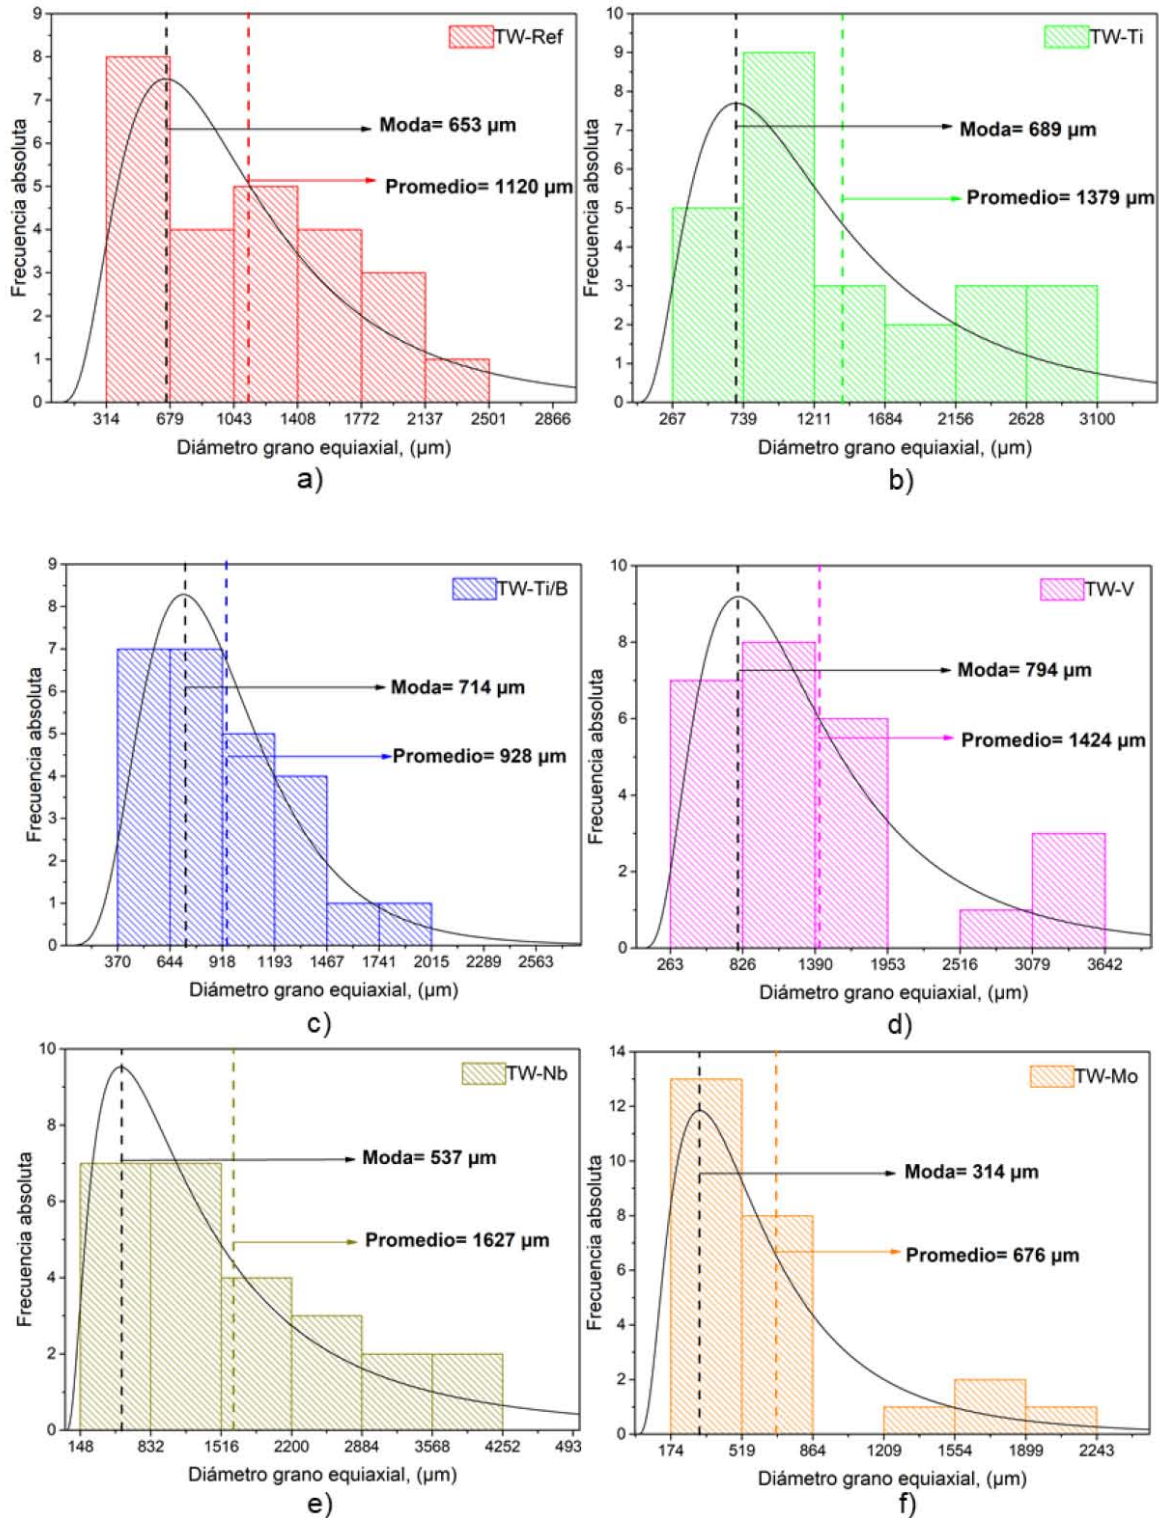 TW-Ref
Moda= 653 µm
Promedio= 1120 µm
Frecuencia absoluta
9
8
7
6
5
4
3
2
1
0
314 679 1043 1408 1772 2137 2501 2866
Diámetro grano equiaxial, (µm)
a)
TW-Ti
Moda= 689 µm
Promedio= 1379 µm
Frecuencia absoluta
10
9
8
7
6
5
4
3
2
1
0
267 739 1211 1684 2156 2628 3100
Diámetro grano equiaxial, (µm)
b)
TW-Ti/B
Moda= 714 µm
Promedio= 928 µm
Frecuencia absoluta
9
8
7
6
5
4
3
2
1
0
370 644 918 1193 1467 1741 2015 2289 2563
Diámetro grano equiaxial, (µm)
c)
TW-V
Moda= 794 µm
Promedio= 1424 µm
Frecuencia absoluta
10
8
6
4
2
0
263 826 1390 1953 2516 3079 3642
Diámetro grano equiaxial, (µm)
d)
TW-Nb
Moda= 537 µm
Promedio= 1627 µm
Frecuencia absoluta
10
8
6
4
2
0
148 832 1516 2200 2884 3568 4252 493
Diámetro grano equiaxial, (µm)
e)
TW-Mo
Moda= 314 µm
Promedio= 676 µm
Frecuencia absoluta
14
12
10
8
6
4
2
0
174 519 864 1209 1554 1899 2243
Diámetro grano equiaxial, (µm)
f)